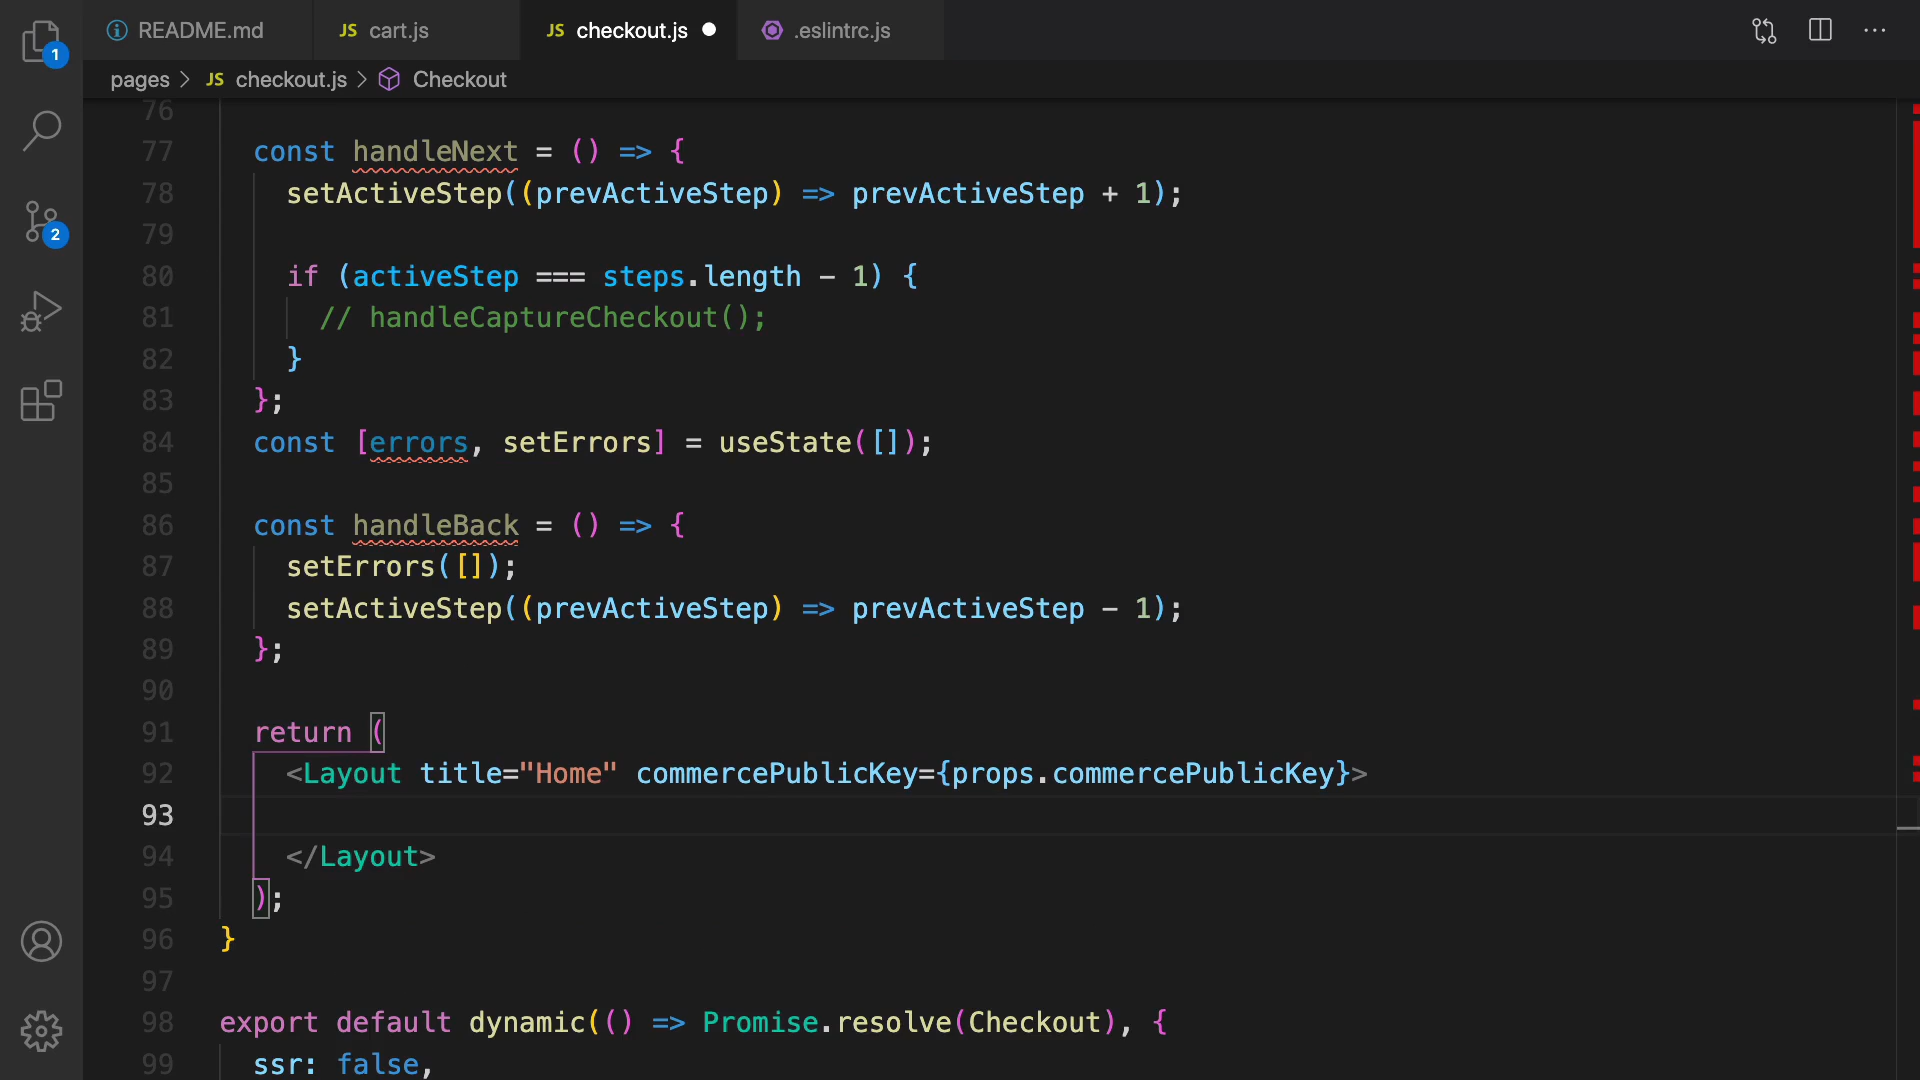 README.md JS cart.js JS checkout.js .eslintrc.js
1
pages > JS checkout.js > Checkout
76
77 const handleNext = () => {
78 setActiveStep((prevActiveStep) => prevActiveStep + 1);
79
2
80 if (activeStep === steps.length - 1) {
81 // handleCaptureCheckout();
82 }
83 };
84 const [errors, setErrors] = useState([]);
85
86 const handleBack = () => {
87 setErrors([]);
88 setActiveStep((prevActiveStep) => prevActiveStep - 1);
89 };
90
91 return (
92 <Layout title="Home" commercePublicKey={props.commercePublicKey}>
93
94 </Layout>
95 );
96 }
97
98 export default dynamic(() => Promise.resolve(Checkout), {
99 ssr: false,